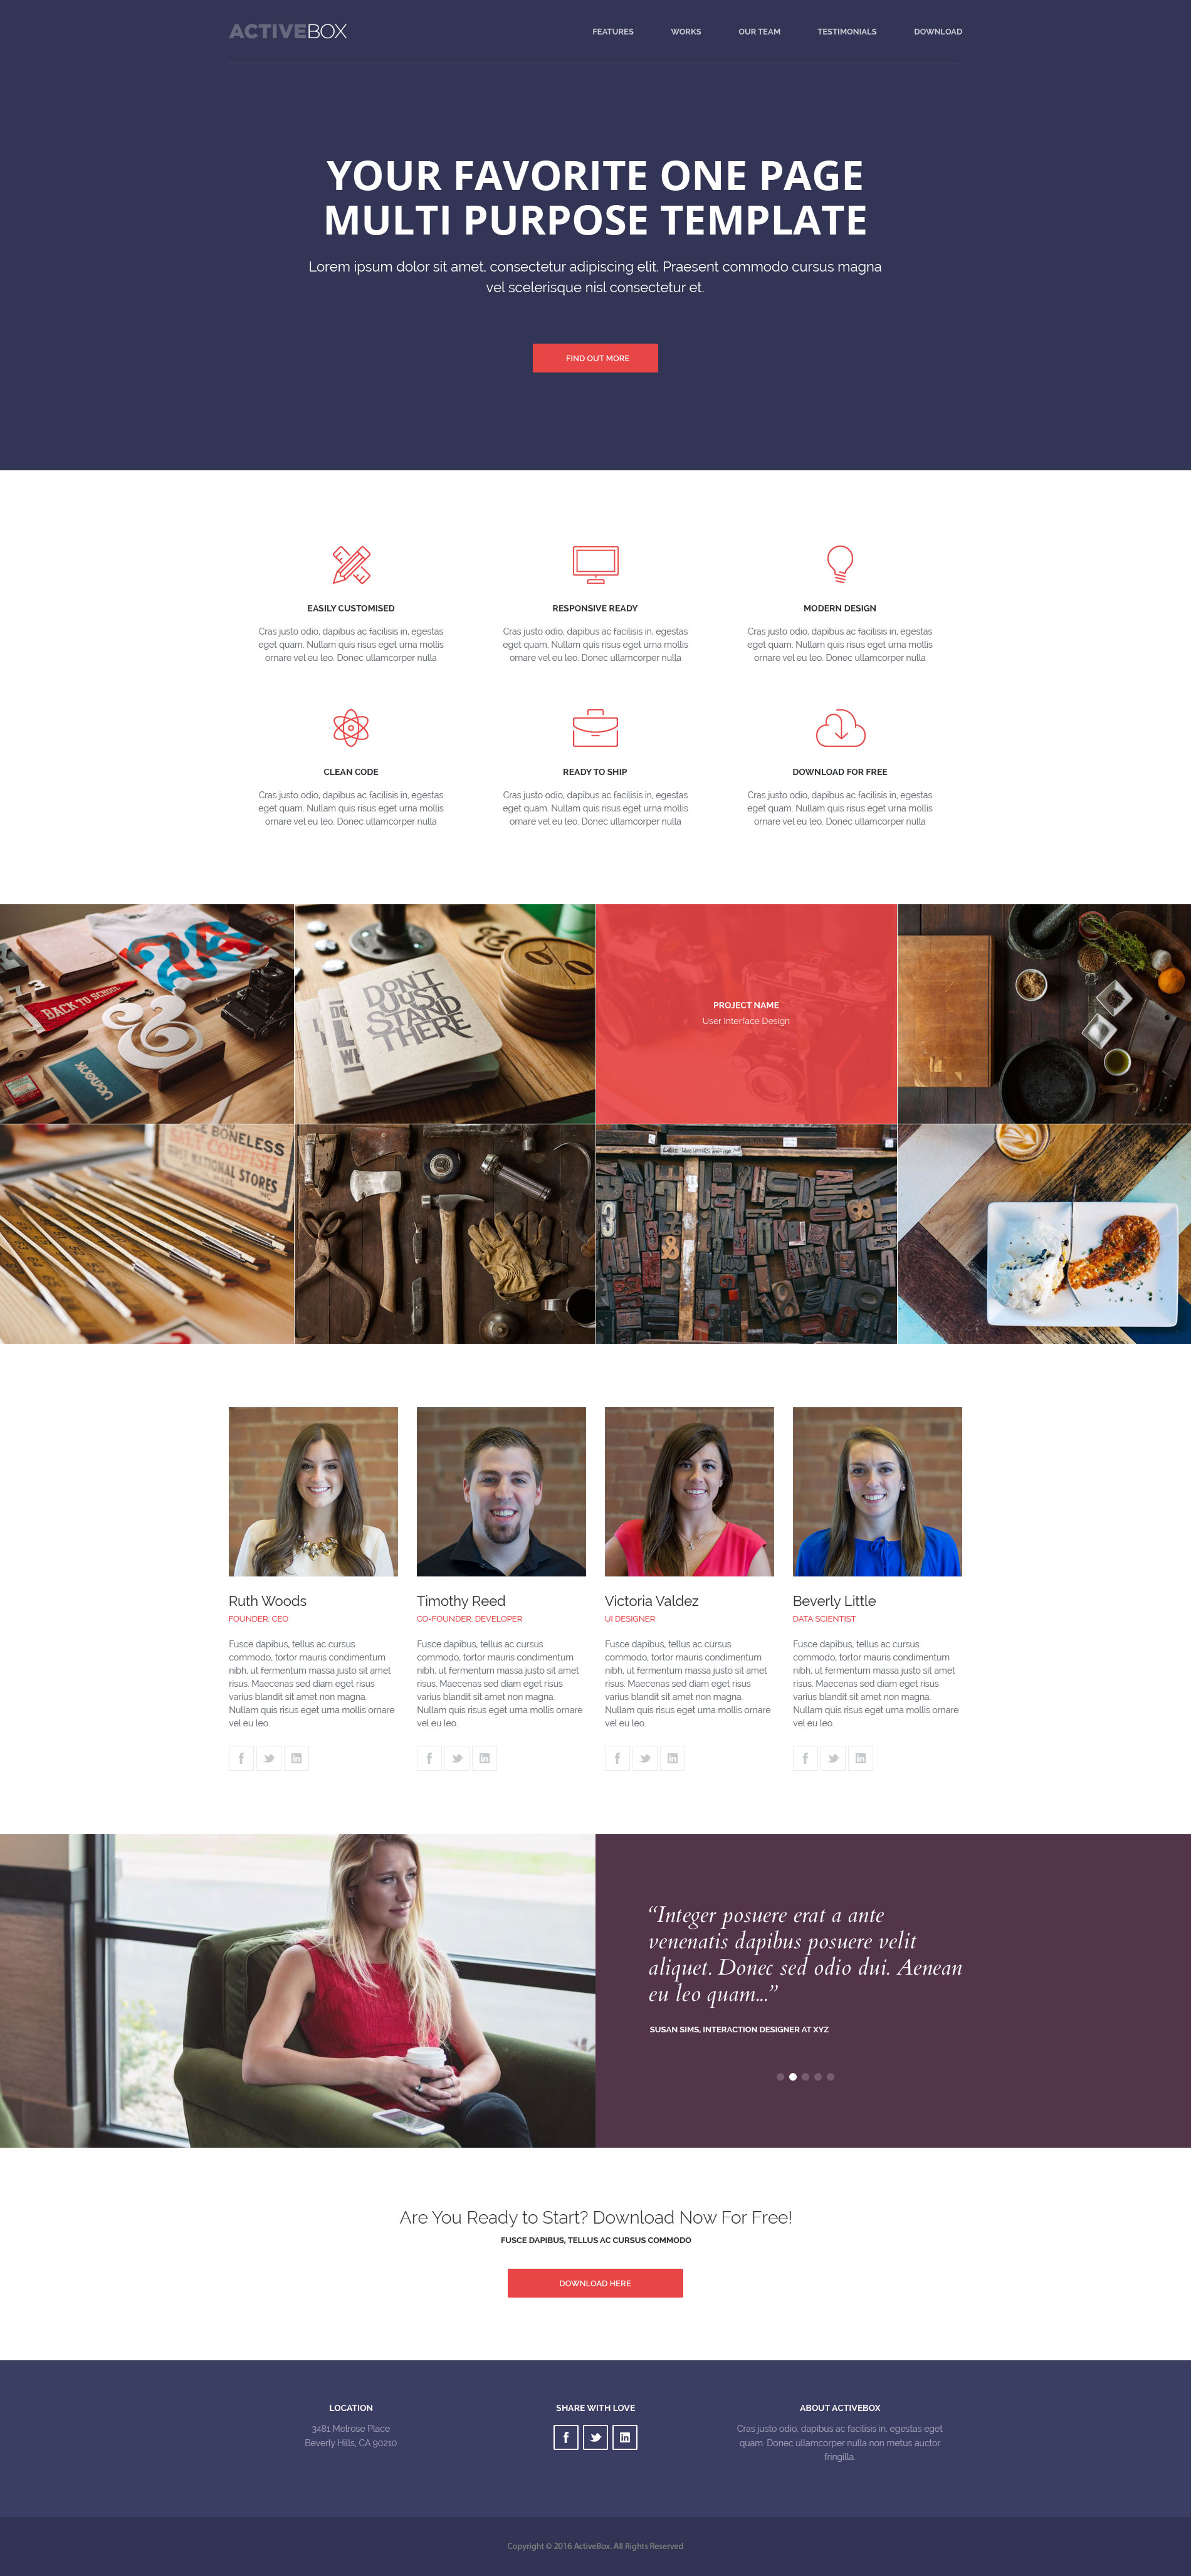 ACTIVEBOX
FEATURES WORKS OUR TEAM TESTIMONIALS DOWNLOAD
YOUR FAVORITE ONE PAGE
MULTI PURPOSE TEMPLATE
Lorem ipsum dolor sit amet, consectetur adipiscing elit. Praesent commodo cursus magna
vel scelerisque nisl consectetur et.
FIND OUT MORE
EASILY CUSTOMISED
Cras justo odio, dapibus ac facilisis in, egestas
eget quam. Nullam quis risus eget urna mollis
ornare vel eu leo. Donec ullamcorper nulla
RESPONSIVE READY
Cras justo odio, dapibus ac facilisis in, egestas
eget quam. Nullam quis risus eget urna mollis
ornare vel eu leo. Donec ullamcorper nulla
MODERN DESIGN
Cras justo odio, dapibus ac facilisis in, egestas
eget quam. Nullam quis risus eget urna mollis
ornare vel eu leo. Donec ullamcorper nulla
CLEAN CODE
Cras justo odio, dapibus ac facilisis in, egestas
eget quam. Nullam quis risus eget urna mollis
ornare vel eu leo. Donec ullamcorper nulla
READY TO SHIP
Cras justo odio, dapibus ac facilisis in, egestas
eget quam. Nullam quis risus eget urna mollis
ornare vel eu leo. Donec ullamcorper nulla
DOWNLOAD FOR FREE
Cras justo odio, dapibus ac facilisis in, egestas
eget quam. Nullam quis risus eget urna mollis
ornare vel eu leo. Donec ullamcorper nulla
BACK TO SCHOOL
&
UGMONK
DON'T
JUST
STAND
THERE
PROJECT NAME
User Interface Design
BONELESS
STORES
Ruth Woods
FOUNDER, CEO
Fusce dapibus, tellus ac cursus
commodo, tortor mauris condimentum
nibh, ut fermentum massa justo sit amet
risus. Maecenas sed diam eget risus
varius blandit sit amet non magna.
Nullam quis risus eget urna mollis ornare
vel eu leo.
Timothy Reed
CO-FOUNDER, DEVELOPER
Fusce dapibus, tellus ac cursus
commodo, tortor mauris condimentum
nibh, ut fermentum massa justo sit amet
risus. Maecenas sed diam eget risus
varius blandit sit amet non magna.
Nullam quis risus eget urna mollis ornare
vel eu leo.
Victoria Valdez
UI DESIGNER
Fusce dapibus, tellus ac cursus
commodo, tortor mauris condimentum
nibh, ut fermentum massa justo sit amet
risus. Maecenas sed diam eget risus
varius blandit sit amet non magna.
Nullam quis risus eget urna mollis ornare
vel eu leo.
Beverly Little
DATA SCIENTIST
Fusce dapibus, tellus ac cursus
commodo, tortor mauris condimentum
nibh, ut fermentum massa justo sit amet
risus. Maecenas sed diam eget risus
varius blandit sit amet non magna.
Nullam quis risus eget urna mollis ornare
vel eu leo.
“Integer posuere erat a ante
venenatis dapibus posuere velit
aliquet. Donec sed odio dui. Aenean
eu leo quam...”
SUSAN SIMS, INTERACTION DESIGNER AT XYZ
Are You Ready to Start? Download Now For Free!
FUSCE DAPIBUS, TELLUS AC CURSUS COMMODO
DOWNLOAD HERE
LOCATION
3481 Melrose Place
Beverly Hills, CA 90210
SHARE WITH LOVE
ABOUT ACTIVEBOX
Cras justo odio, dapibus ac facilisis in, egestas eget
quam. Donec ullamcorper nulla non metus auctor
fringilla.
Copyright © 2016 ActiveBox. All Rights Reserved